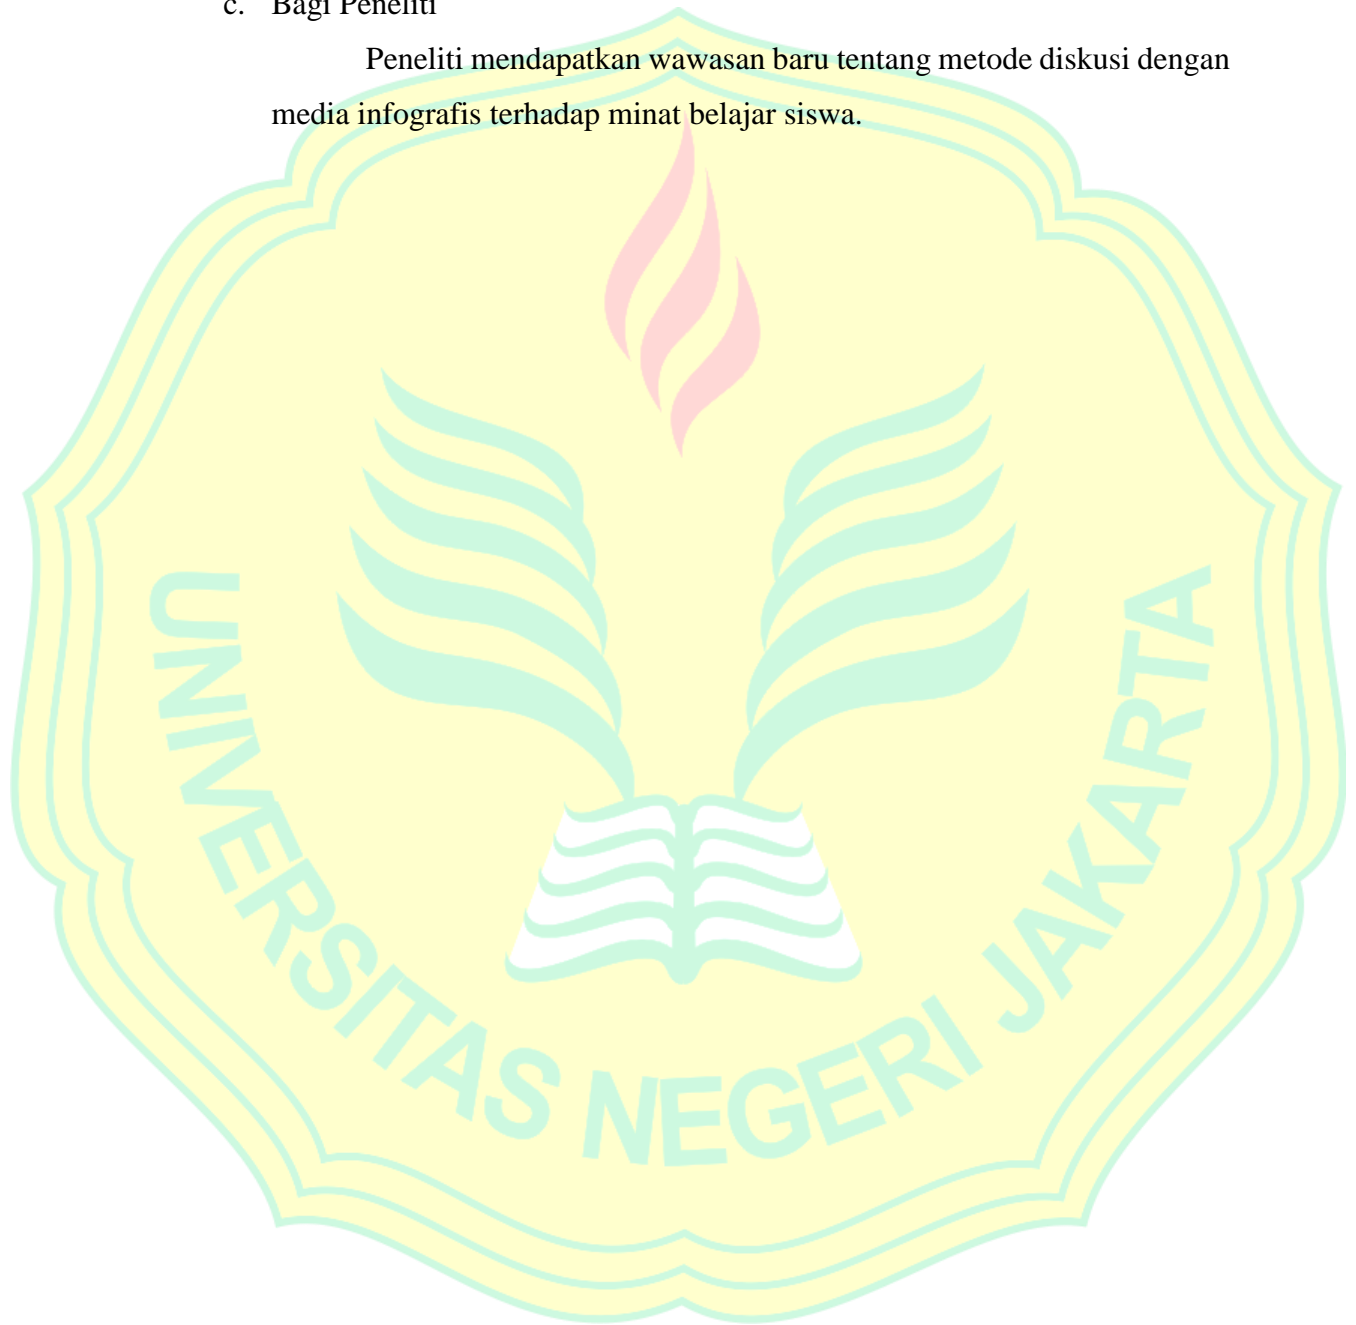 c. Bagi Peneliti
Peneliti mendapatkan wawasan baru tentang metode diskusi dengan
media infografis terhadap minat belajar siswa.
UNIVERSITAS NEGERI JAKARTA